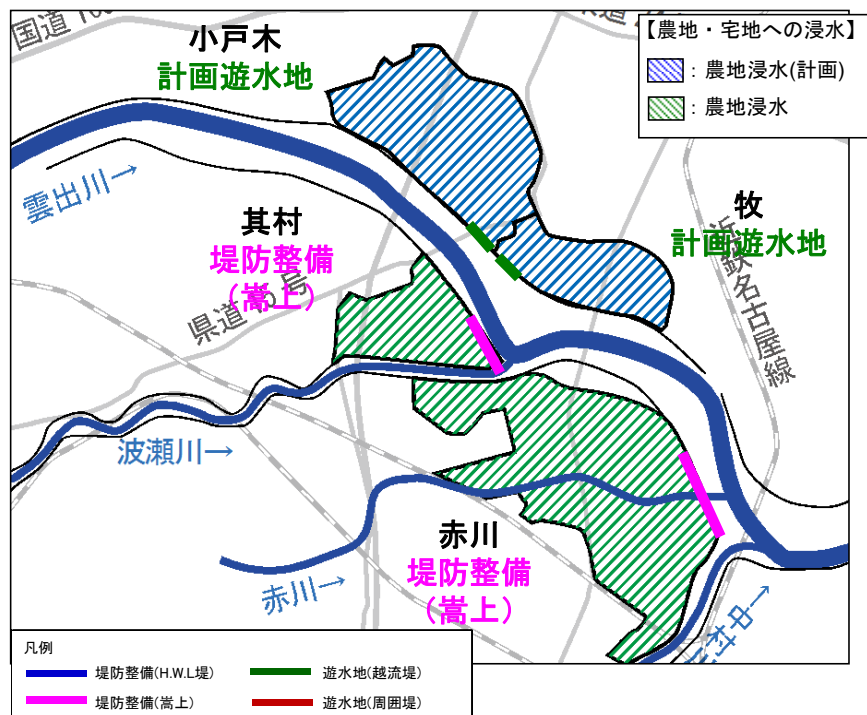 国道
県道
【農地・宅地への浸水】
：農地浸水(計画)
：農地浸水
小戸木
計画遊水地
雲出川→
其村
堤防整備
（嵩上）
県道　号
牧
計画遊水地
近鉄名古屋線
波瀬川→
赤川
堤防整備
（嵩上）
赤川→
中村
凡例
堤防整備(H.W.L堤)
遊水地(越流堤)
堤防整備(嵩上)
遊水地(周囲堤)